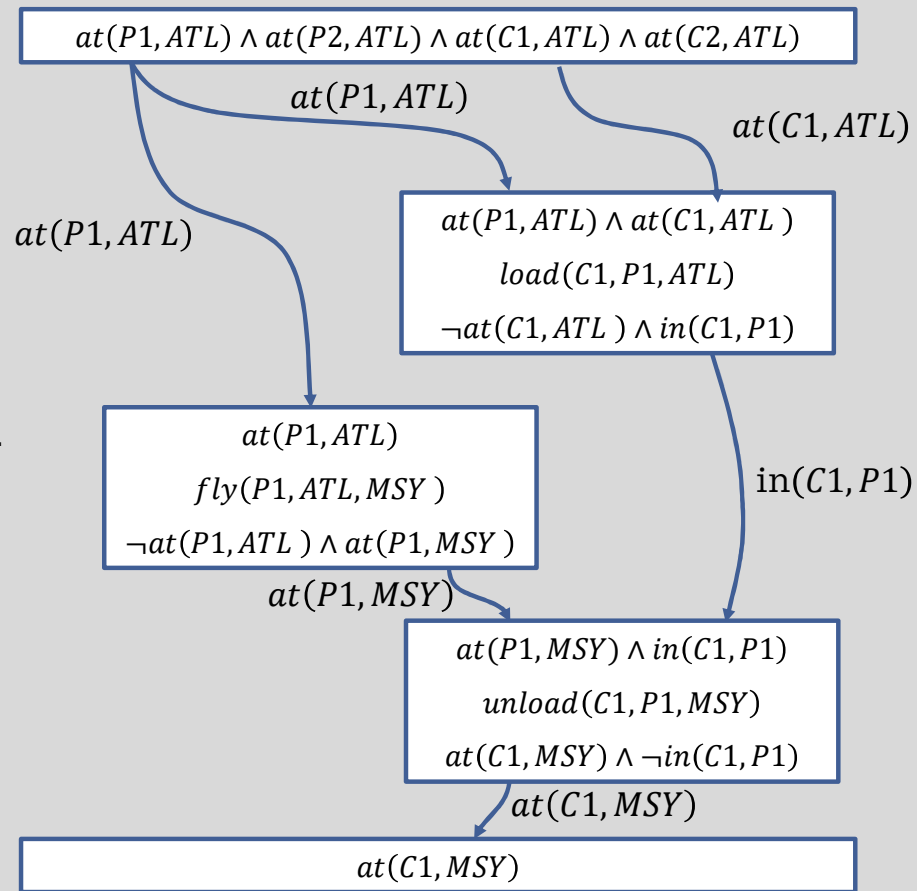 at(P1, ATL) ∧ at(P2, ATL) ∧ at(C1, ATL) ∧ at(C2, ATL)
at(P1, ATL)
at(C1, ATL)
at(P1, ATL)
at(P1, ATL) ∧ at(C1, ATL )
load(C1, P1, ATL)
¬at(C1, ATL ) ∧ in(C1, P1)
at(P1, ATL)
fly(P1, ATL, MSY )
¬at(P1, ATL ) ∧ at(P1, MSY )
in(C1, P1)
at(P1, MSY)
at(P1, MSY) ∧ in(C1, P1)
unload(C1, P1, MSY)
at(C1, MSY) ∧ ¬in(C1, P1)
at(C1, MSY)
at(C1, MSY)